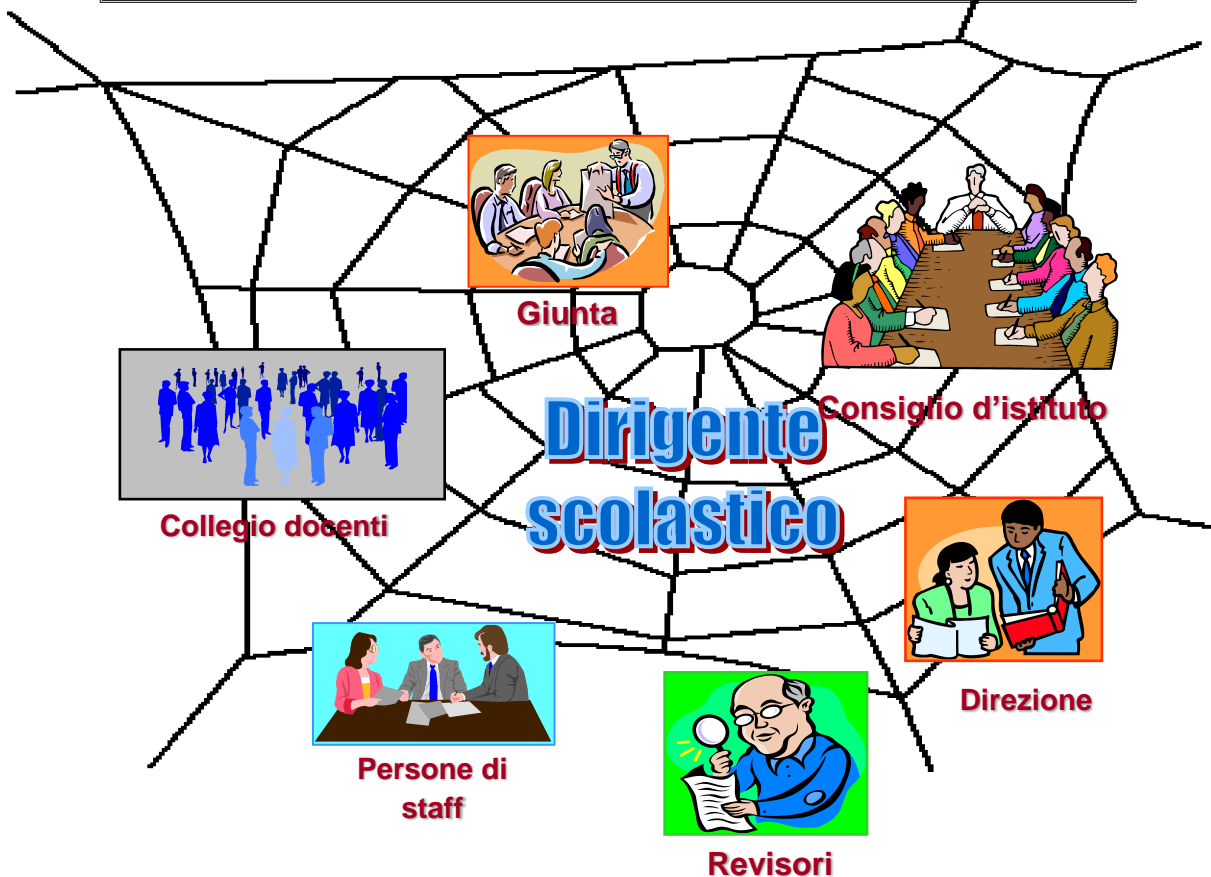 Giunta
Consiglio d'istituto
Dirigente
scolastico
Collegio docenti
Direzione
Persone di
staff
Revisori